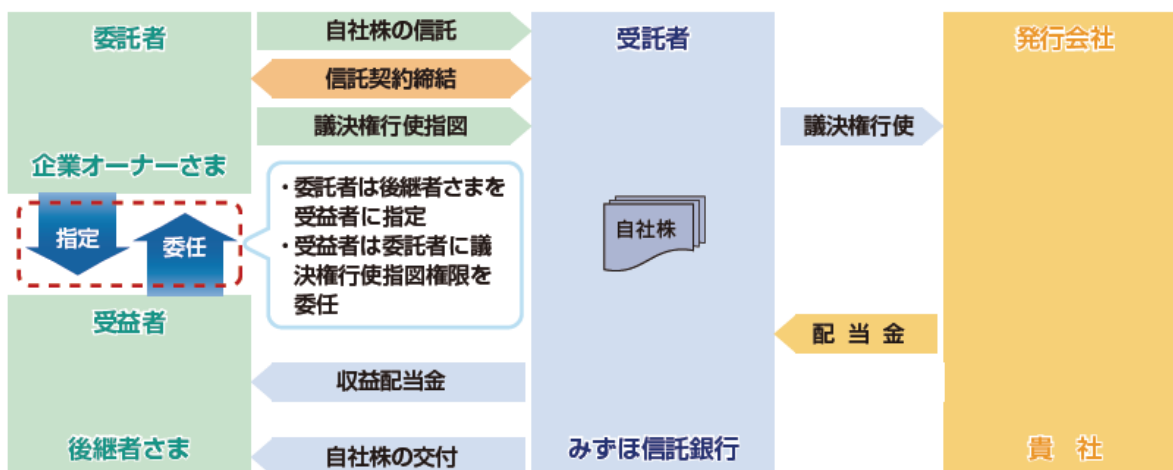 委託者
自社株の信託
受託者
発行会社
信託契約締結
議決権行使指図
議決権行使
企業オーナーさま
・委託者は後継者さまを
受益者に指定
・受益者は委託者に議
決権行使指図権限を
委任
指定
委任
自社株
受益者
配 当 金
収益配当金
後継者さま
自社株の交付
みずほ信託銀行
貴 社